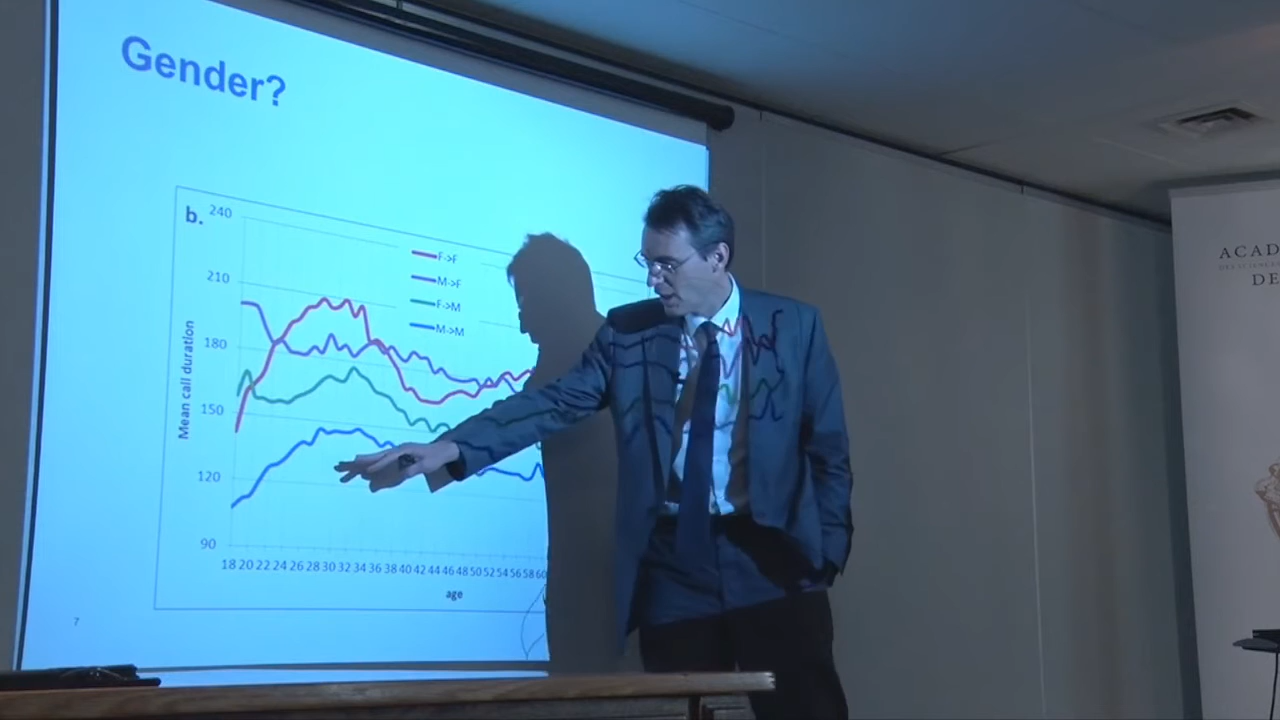 Gender?
b.
240
210
180
150
120
90
Mean call duration
F->F
M->F
F->M
M->M
18 20 22 24 26 28 30 32 34 36 38 40 42 44 46 48 50 52 54 56 58 60
age
7
ACAD
DE